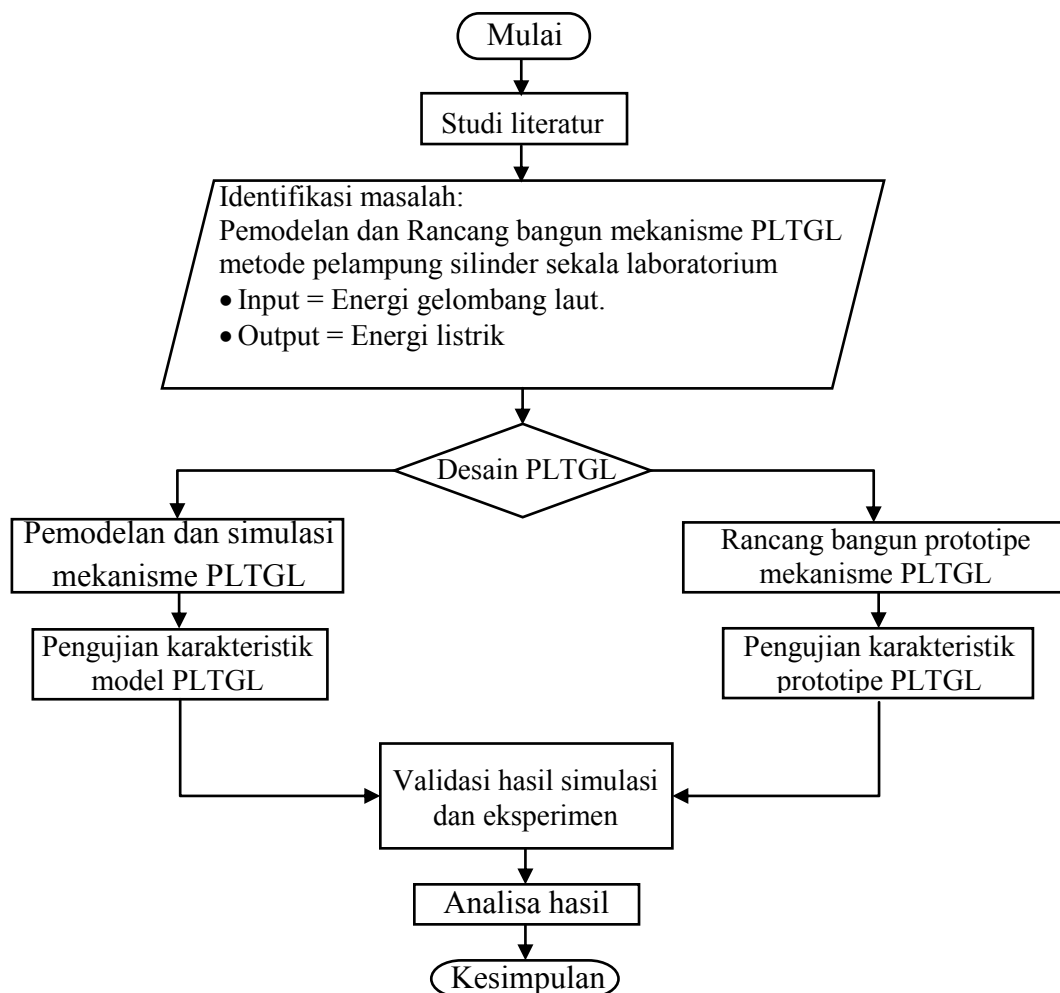 Mulai
Studi literatur
Identifikasi masalah:
Pemodelan dan Rancang bangun mekanisme PLTGL
metode pelampung silinder sekala laboratorium
• Input = Energi gelombang laut.
• Output = Energi listrik
Desain PLTGL
Pemodelan dan simulasi
mekanisme PLTGL
Rancang bangun prototipe
mekanisme PLTGL
Pengujian karakteristik
model PLTGL
Pengujian karakteristik
prototipe PLTGL
Validasi hasil simulasi
dan eksperimen
Analisa hasil
Kesimpulan